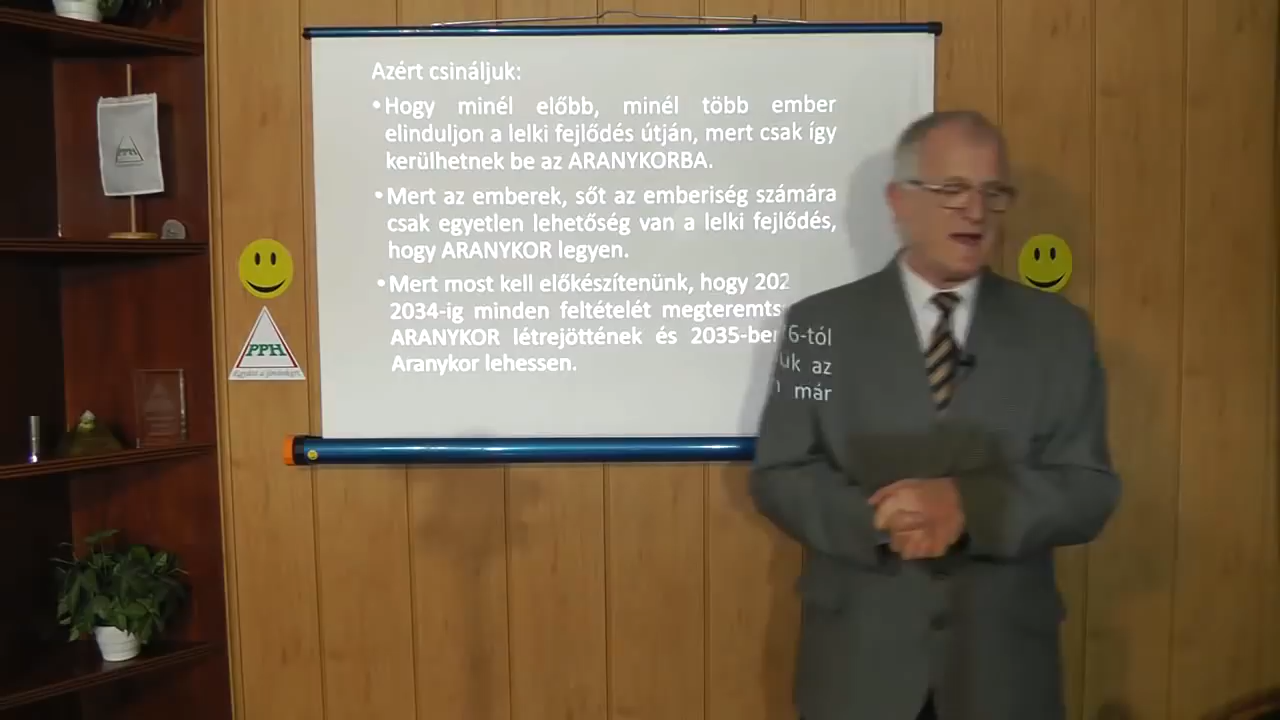 Azért csináljuk:
•Hogy minél előbb, minél több ember
elinduljon a lelki fejlődés útján, mert csak így
kerülhetnek be az ARANYKORBA.
•Mert az emberek, sőt az emberiség számára
csak egyetlen lehetőség van a lelki fejlődés,
hogy ARANYKOR legyen.
•Mert most kell előkészítenünk, hogy 202 6-tól
2034-ig minden feltételét megteremts uk az
ARANYKOR létrejöttének és 2035-ben már
Aranykor lehessen.
PPH
PPH